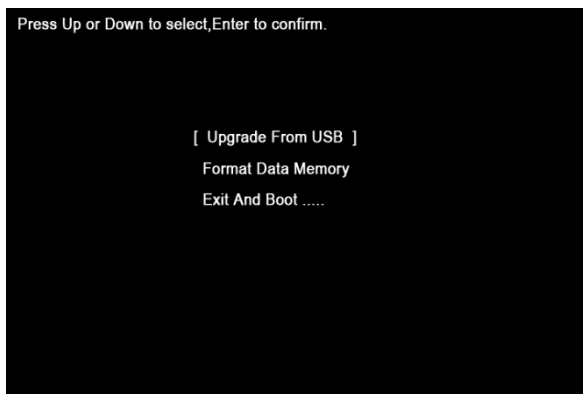 Press Up or Down to select,Enter to confirm.
[ Upgrade From USB ]
Format Data Memory
Exit And Boot .....